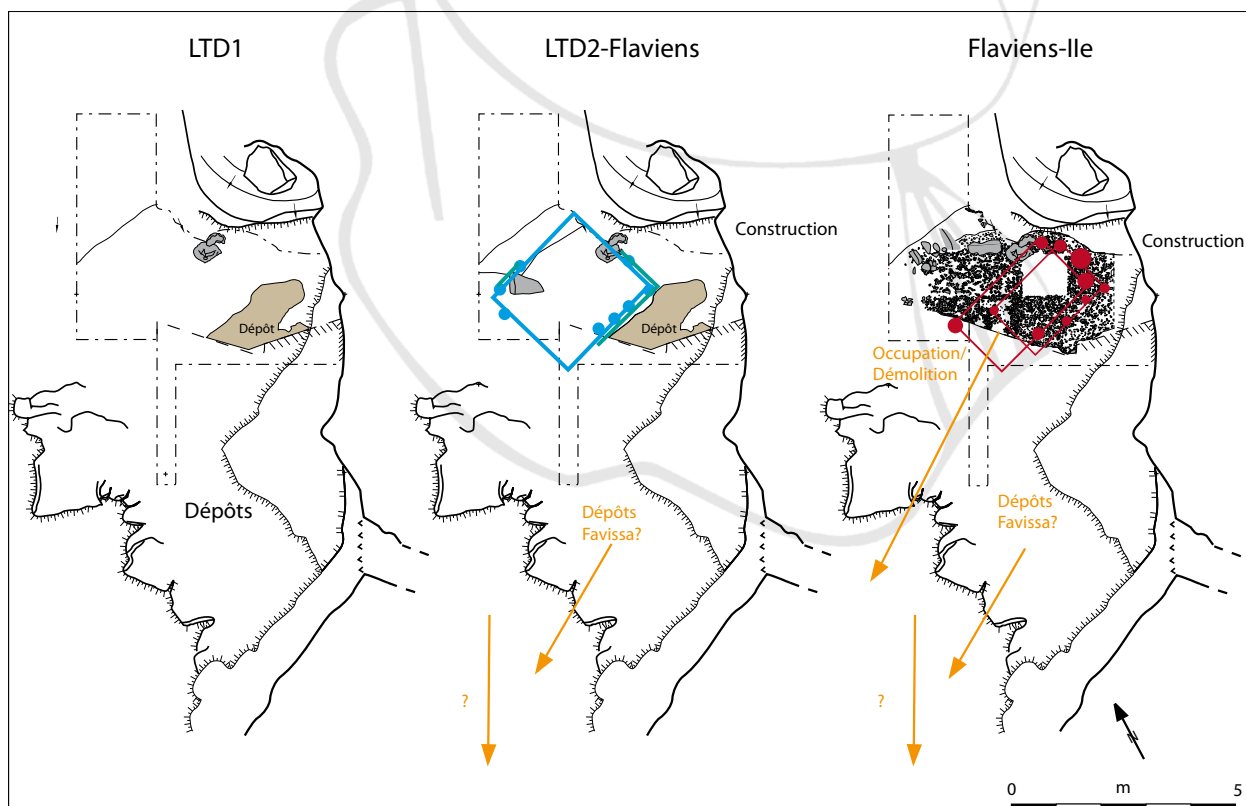 LTD1
LTD2-Flaviens
Flaviens-IIe
Construction
Construction
Dépôt
Dépôt
Occupation/
Démolition
Dépôts
Dépôts
Favissa?
Dépôts
Favissa?
?
?
N
0 m 5